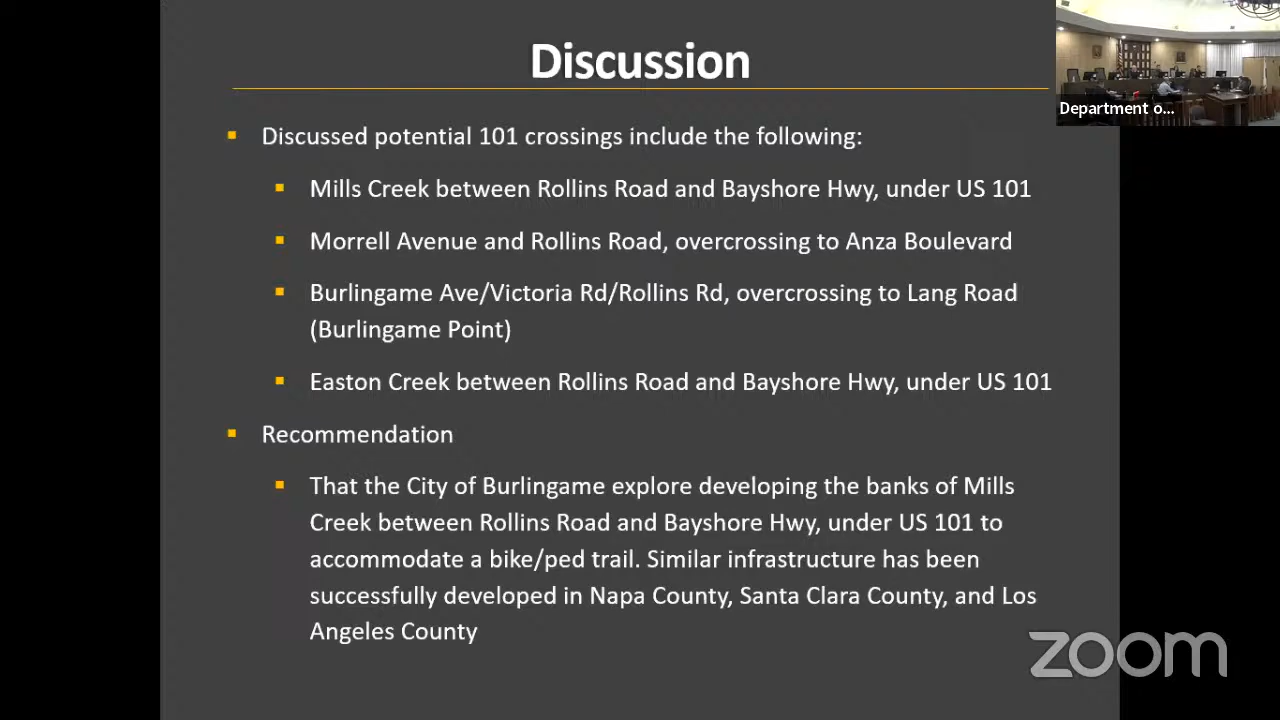 Discussion
Department o...
Discussed potential 101 crossings include the following:
Mills Creek between Rollins Road and Bayshore Hwy, under US 101
Morrell Avenue and Rollins Road, overcrossing to Anza Boulevard
Burlingame Ave/Victoria Rd/Rollins Rd, overcrossing to Lang Road
(Burlingame Point)
Easton Creek between Rollins Road and Bayshore Hwy, under US 101
Recommendation
That the City of Burlingame explore developing the banks of Mills
Creek between Rollins Road and Bayshore Hwy, under US 101 to
accommodate a bike/ped trail. Similar infrastructure has been
successfully developed in Napa County, Santa Clara County, and Los
Angeles County
zoom